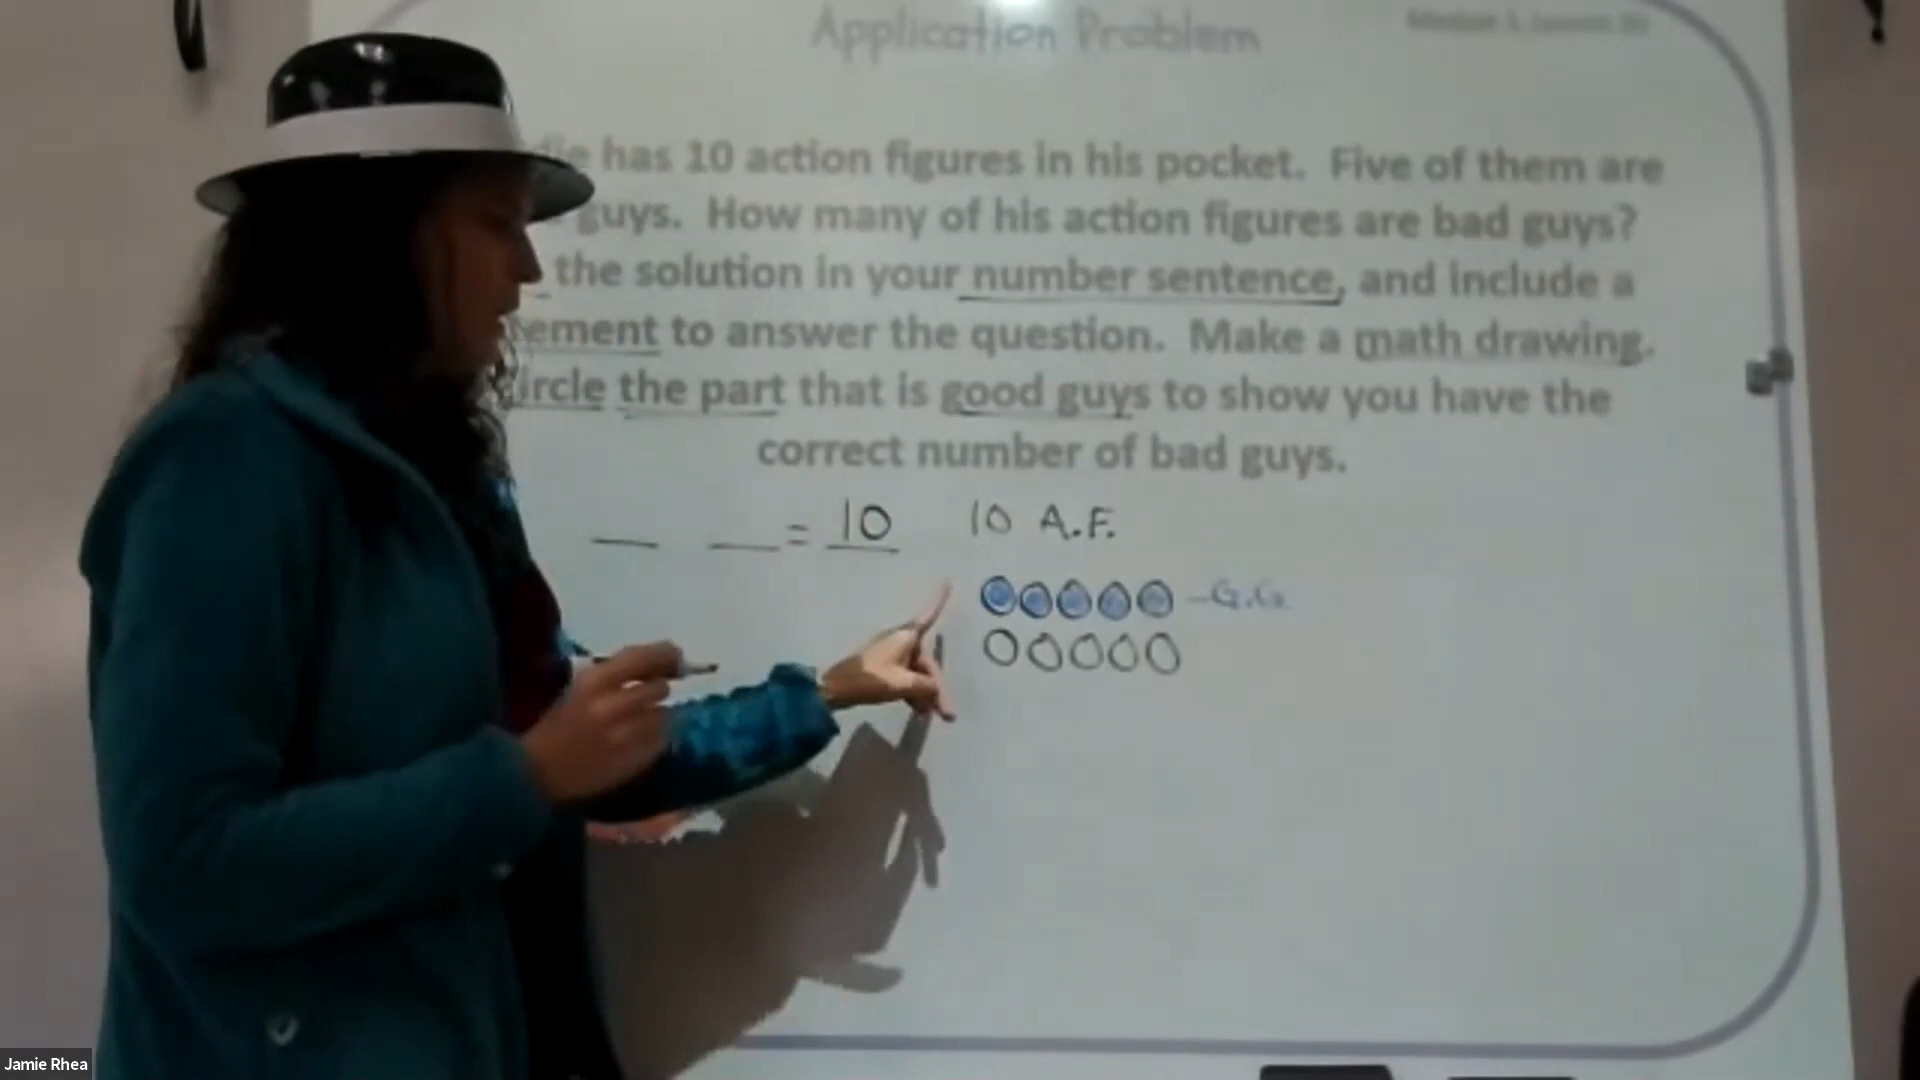 Application Problem
has 10 action figures in his pocket. Five of them are
guys. How many of his action figures are bad guys?
the solution in your number sentence, and include a
ement to answer the question. Make a math drawing.
ircle the part that is good guys to show you have the
correct number of bad guys.
= 10 10 A.F.
- G.G.
Jamie Rhea